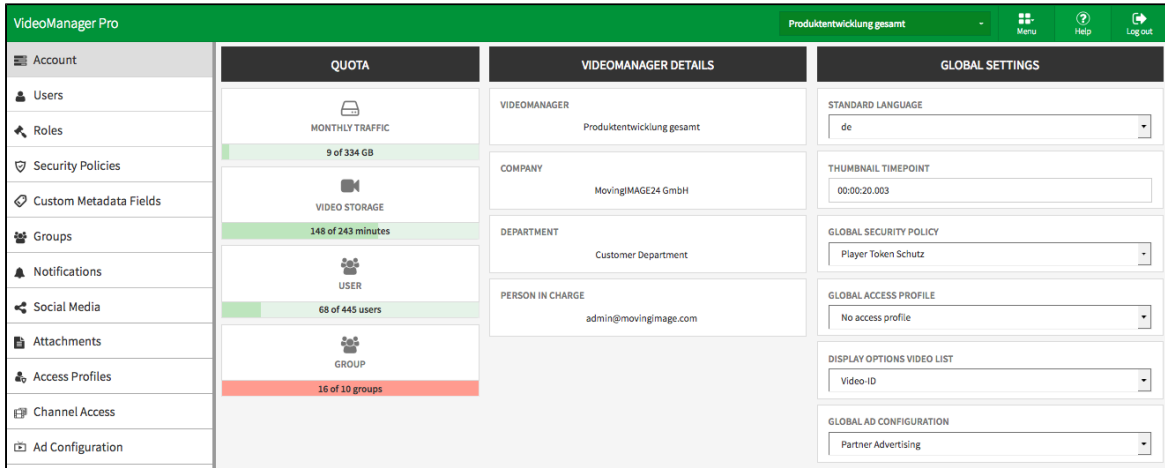 VideoManager Pro
Produktentwicklung gesamt
Menu
Help
Log out
Account
Users
Roles
Security Policies
Custom Metadata Fields
Groups
Notifications
Social Media
Attachments
Access Profiles
Channel Access
Ad Configuration
QUOTA
MONTHLY TRAFFIC
9 of 334 GB
VIDEO STORAGE
148 of 243 minutes
USER
68 of 445 users
GROUP
16 of 10 groups
VIDEOMANAGER DETAILS
VIDEOMANAGER
Produktentwicklung gesamt
COMPANY
MovingIMAGE24 GmbH
DEPARTMENT
Customer Department
PERSON IN CHARGE
admin@movingimage.com
GLOBAL SETTINGS
STANDARD LANGUAGE
de
THUMBNAIL TIMEPOINT
00:00:20.003
GLOBAL SECURITY POLICY
Player Token Schutz
GLOBAL ACCESS PROFILE
No access profile
DISPLAY OPTIONS VIDEO LIST
Video-ID
GLOBAL AD CONFIGURATION
Partner Advertising